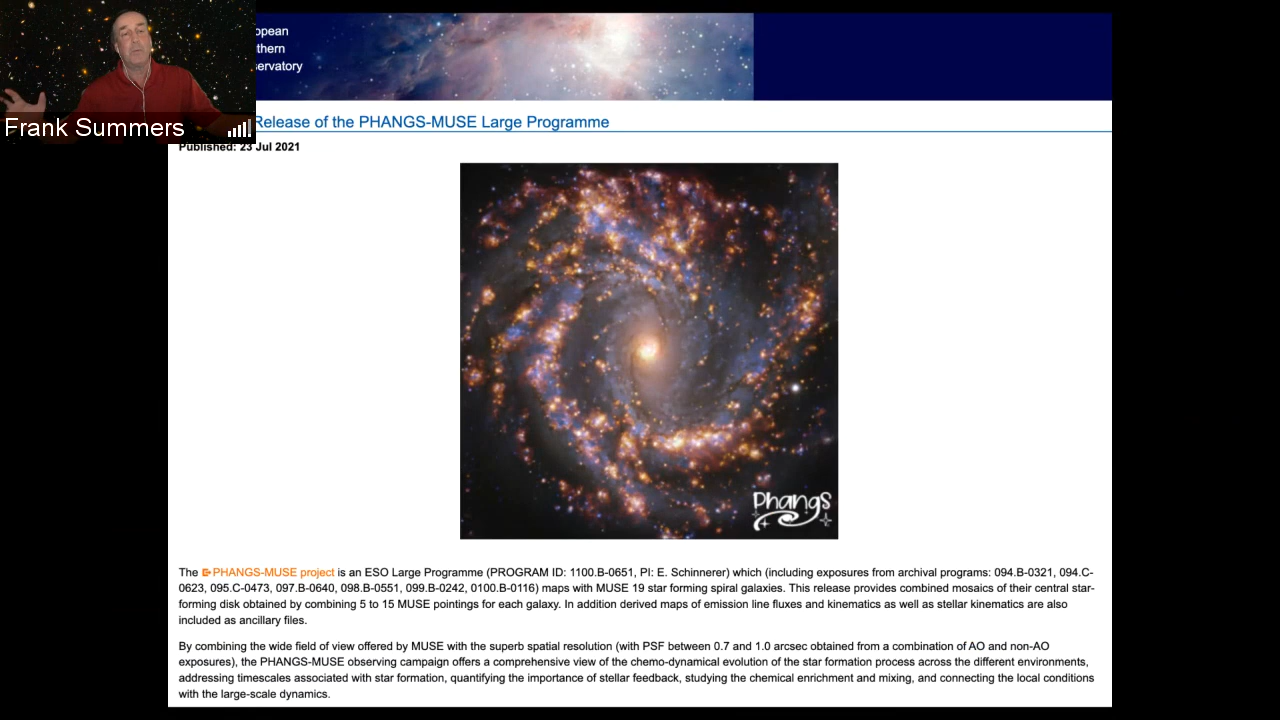 opean
thern
servatory
Frank Summers
Release of the PHANGS-MUSE Large Programme
Published: 23 Jul 2021
Phangs
The PHANGS-MUSE project is an ESO Large Programme (PROGRAM ID: 1100.B-0651, PI: E. Schinnerer) which (including exposures from archival programs: 094.B-0321, 094.C-
0623, 095.C-0473, 097.B-0640, 098.B-0551, 099.B-0242, 0100.B-0116) maps with MUSE 19 star forming spiral galaxies. This release provides combined mosaics of their central star-
forming disk obtained by combining 5 to 15 MUSE pointings for each galaxy. In addition derived maps of emission line fluxes and kinematics as well as stellar kinematics are also
included as ancillary files.
By combining the wide field of view offered by MUSE with the superb spatial resolution (with PSF between 0.7 and 1.0 arcsec obtained from a combination of AO and non-AO
exposures), the PHANGS-MUSE observing campaign offers a comprehensive view of the chemo-dynamical evolution of the star formation process across the different environments,
addressing timescales associated with star formation, quantifying the importance of stellar feedback, studying the chemical enrichment and mixing, and connecting the local conditions
with the large-scale dynamics.